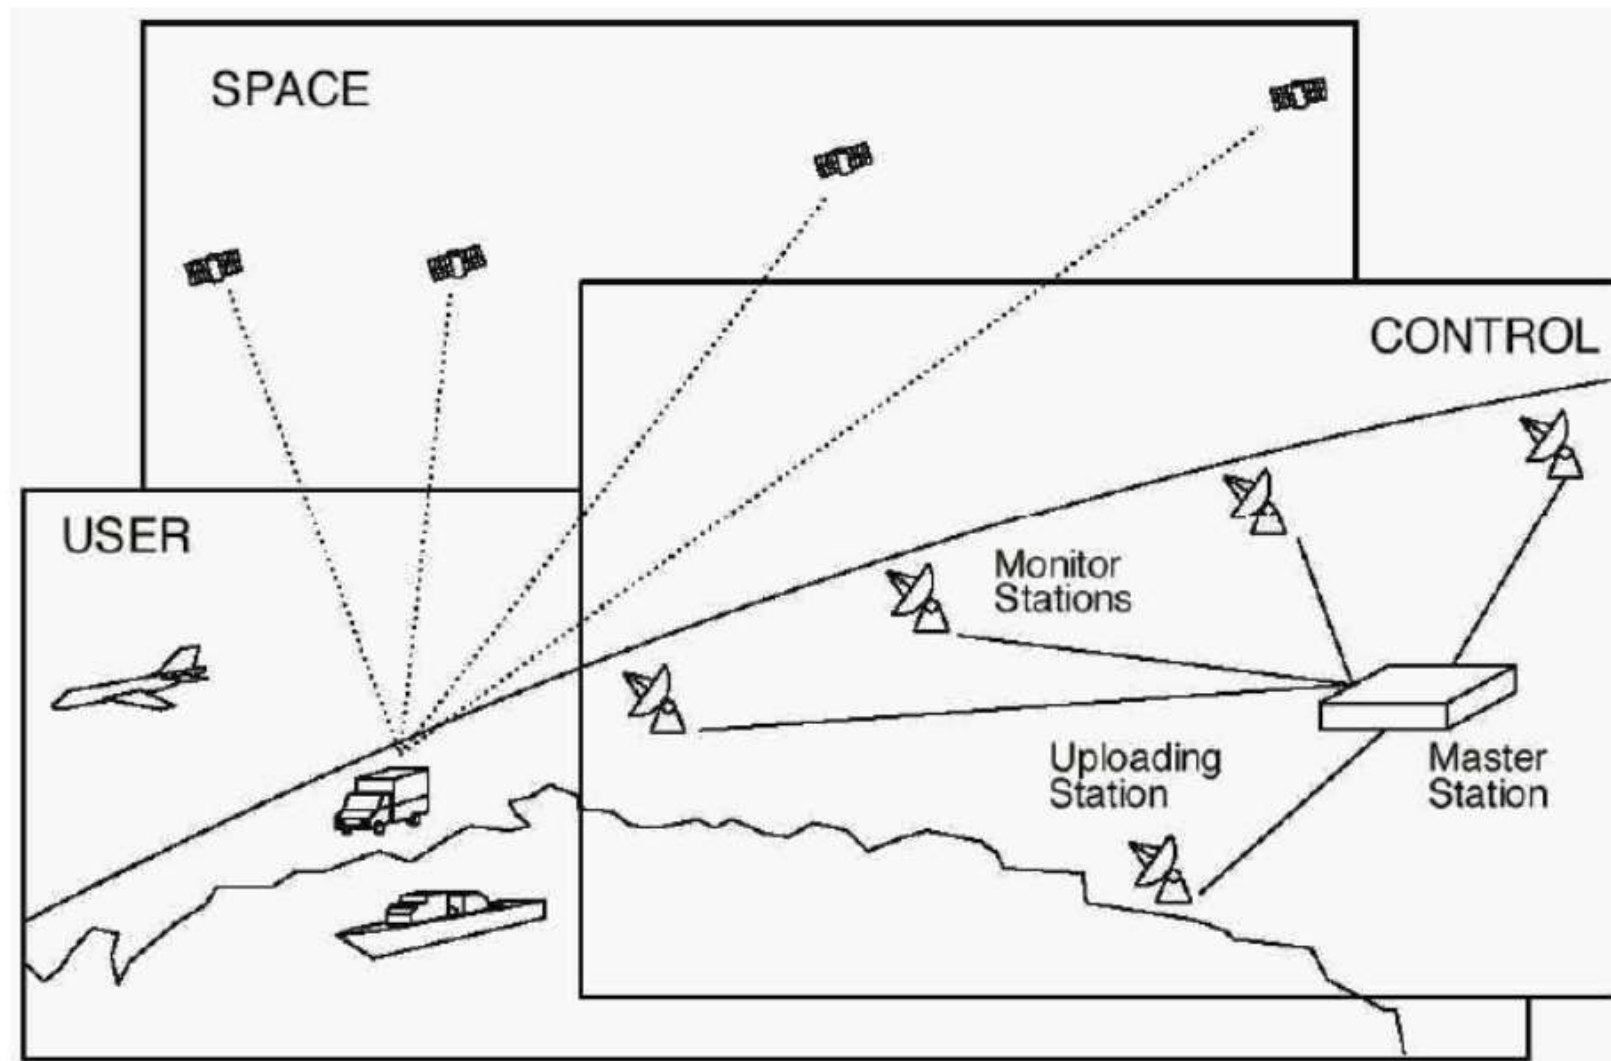 SPACE
CONTROL
USER
Monitor
Stations
Uploading
Station
Master
Station